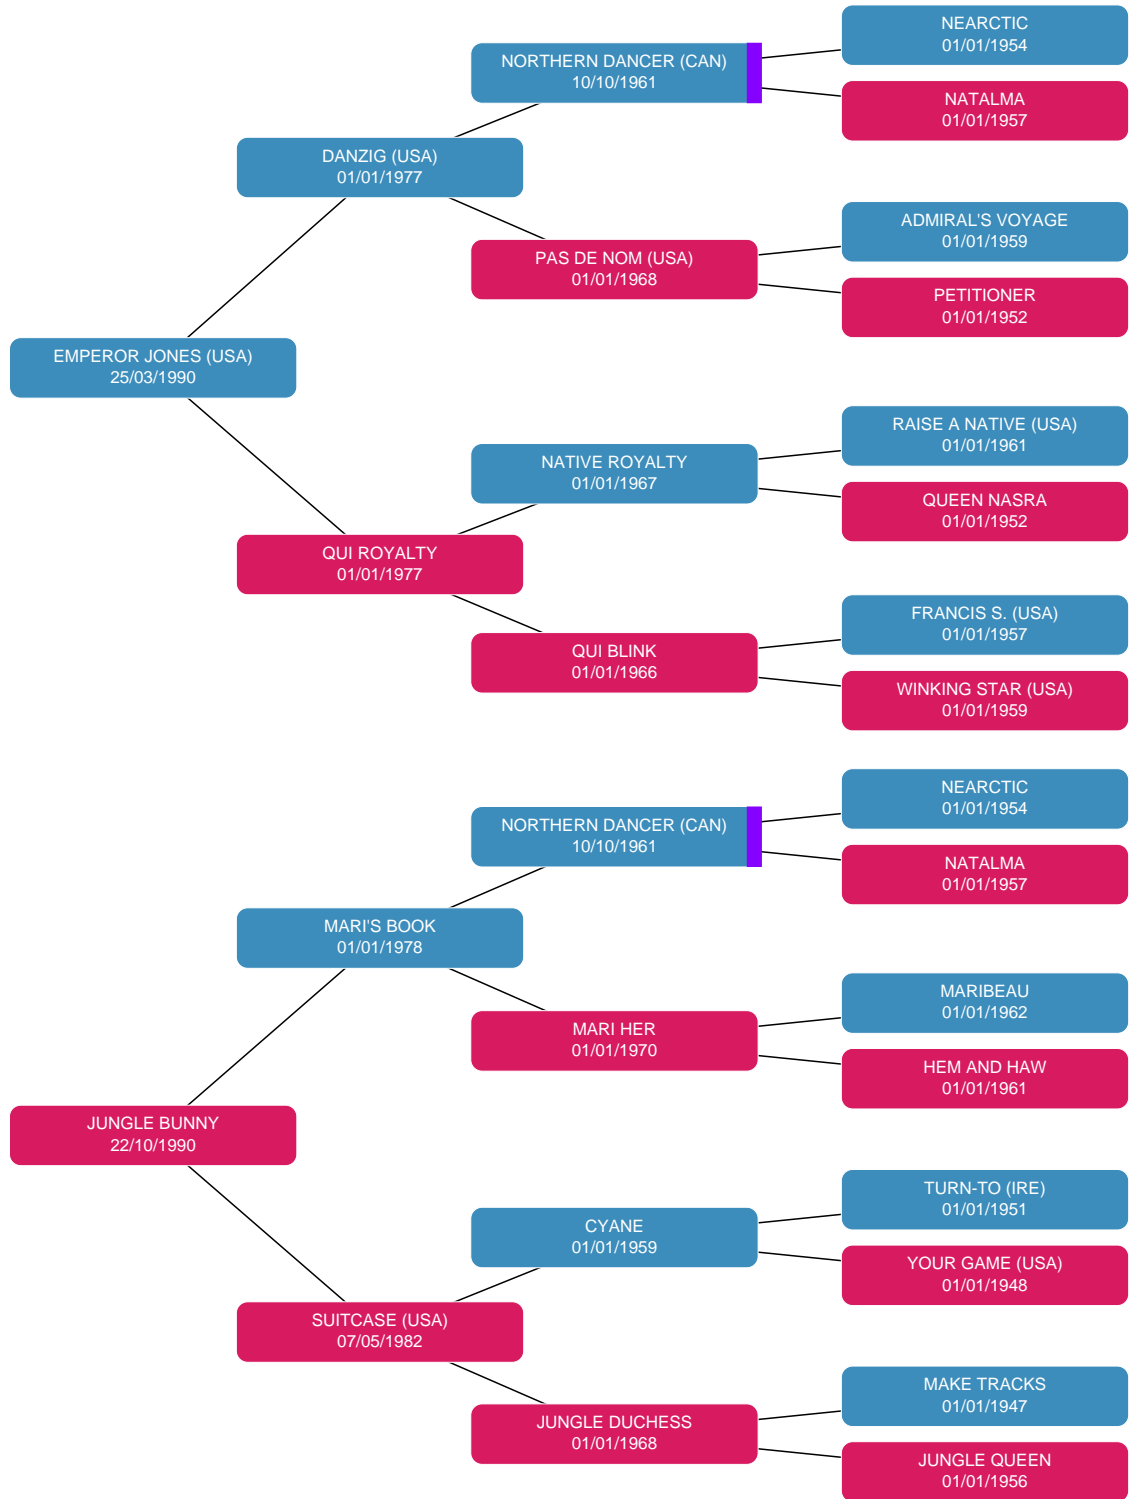 NEARCTIC
01/01/1954
NORTHERN DANCER (CAN)
10/10/1961
NATALMA
01/01/1957
DANZIG (USA)
01/01/1977
ADMIRAL'S VOYAGE
01/01/1959
PAS DE NOM (USA)
01/01/1968
PETITIONER
01/01/1952
EMPEROR JONES (USA)
25/03/1990
RAISE A NATIVE (USA)
01/01/1961
NATIVE ROYALTY
01/01/1967
QUEEN NASRA
01/01/1952
QUI ROYALTY
01/01/1977
FRANCIS S. (USA)
01/01/1957
QUI BLINK
01/01/1966
WINKING STAR (USA)
01/01/1959
NEARCTIC
01/01/1954
NORTHERN DANCER (CAN)
10/10/1961
NATALMA
01/01/1957
MARI'S BOOK
01/01/1978
MARIBEAU
01/01/1962
MARI HER
01/01/1970
HEM AND HAW
01/01/1961
JUNGLE BUNNY
22/10/1990
TURN-TO (IRE)
01/01/1951
CYANE
01/01/1959
YOUR GAME (USA)
01/01/1948
SUITCASE (USA)
07/05/1982
MAKE TRACKS
01/01/1947
JUNGLE DUCHESS
01/01/1968
JUNGLE QUEEN
01/01/1956